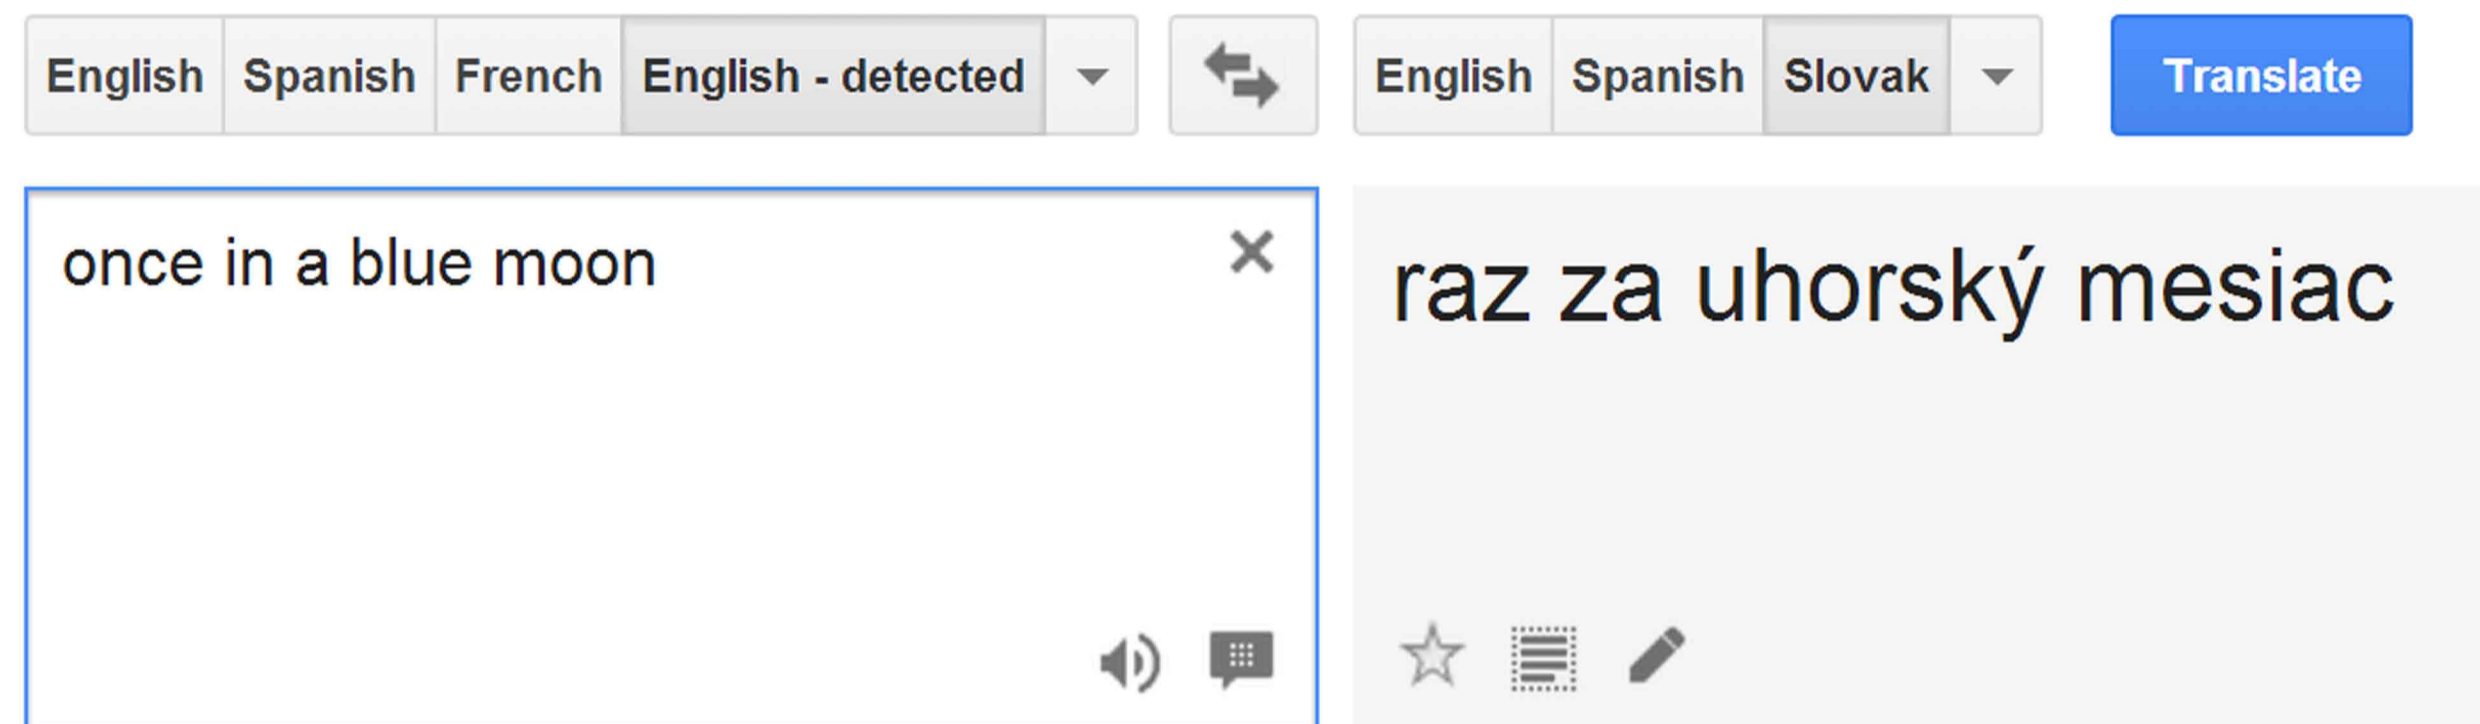 English Spanish French English - detected English Spanish Slovak Translate
once in a blue moon
raz za uhorský mesiac